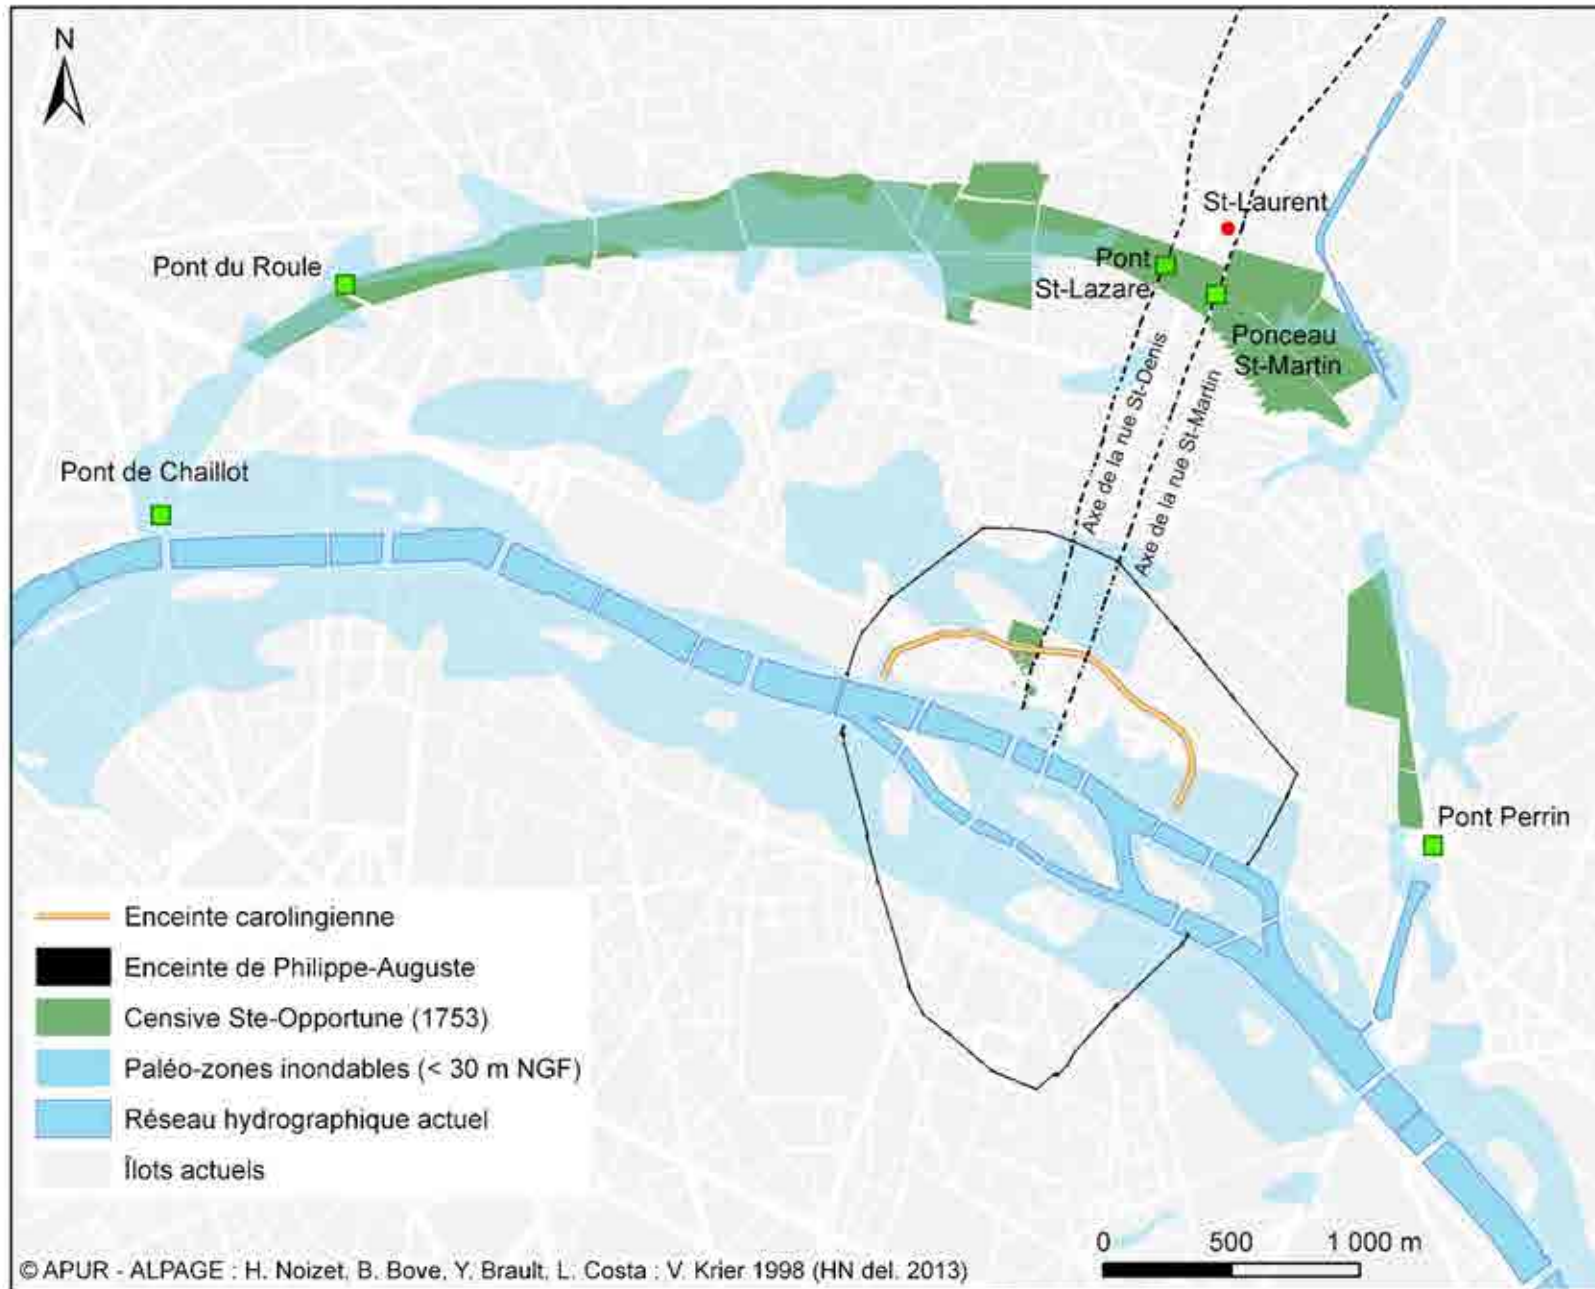 N
St-Laurent
Pont du Roule
Pont
St-Lazare
Ponceau
St-Martin
Axe de la rue St-Denis
Axe de la rue St-Martin
Pont de Chaillot
Pont Perrin
Enceinte carolingienne
Enceinte de Philippe-Auguste
Censive Ste-Opportune (1753)
Paléo-zones inondables (< 30 m NGF)
Réseau hydrographique actuel
Îlots actuels
0 500 1 000 m
© APUR - ALPAGE : H. Noizet, B. Bove, Y. Brault, L. Costa : V. Krier 1998 (HN del. 2013)